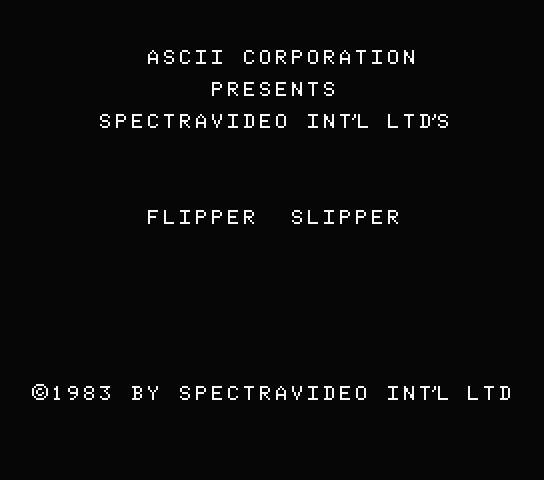 ASCII CORPORATION
PRESENTS
SPECTRAVIDEO INT'L LTD'S
FLIPPER SLIPPER
©1983 BY SPECTRAVIDEO INT'L LTD